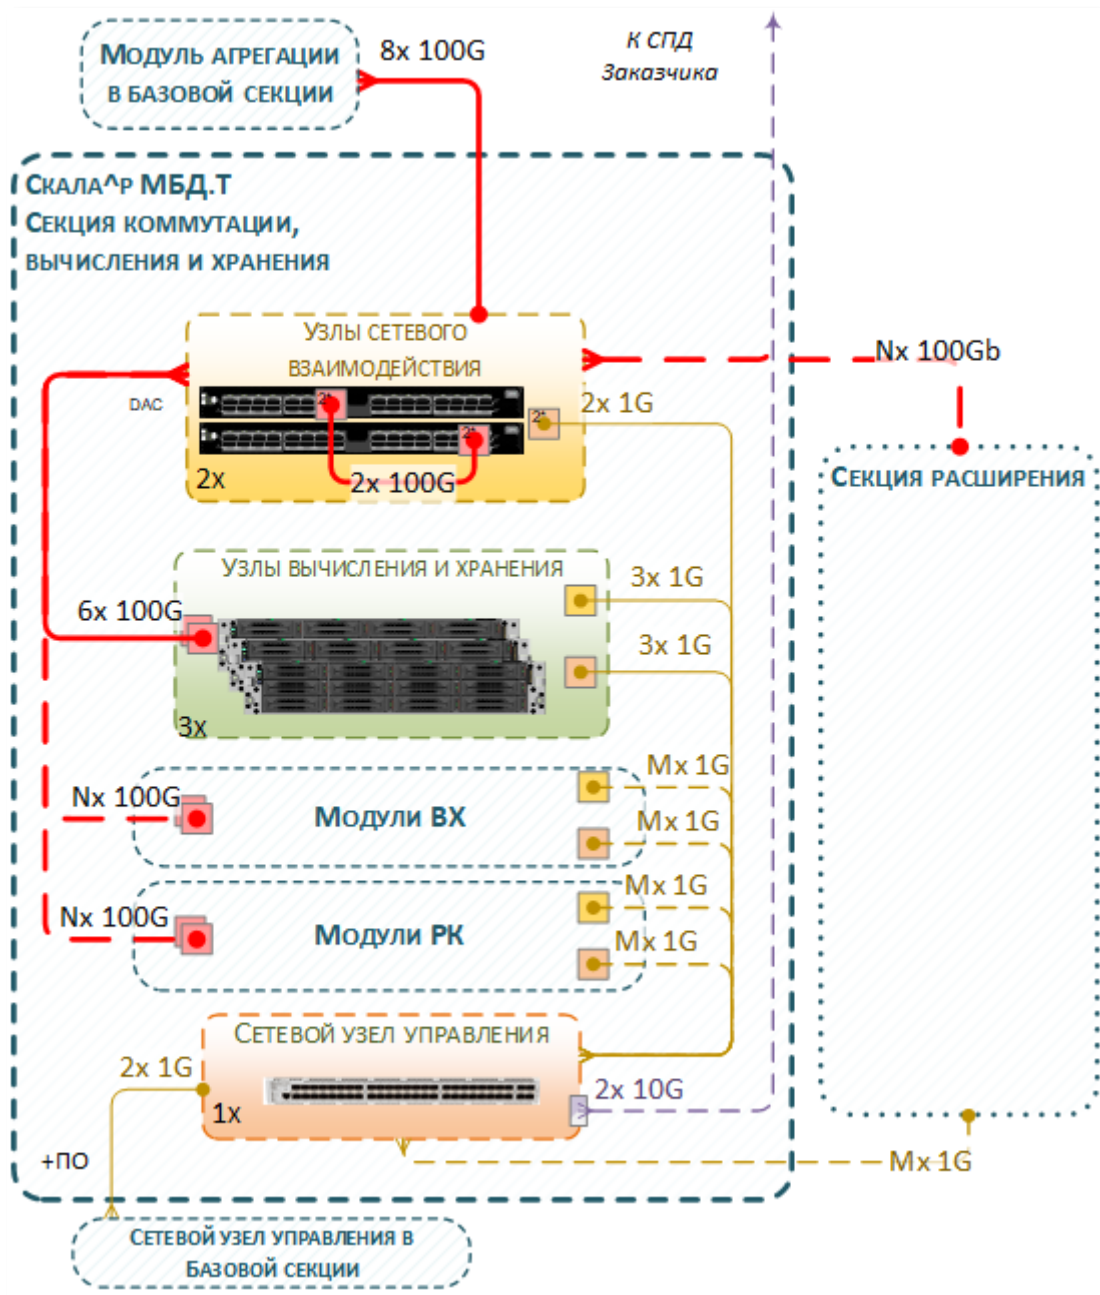 Модуль агрегации
в базовой секции
8x 100G
К СПД
Заказчика
Скала^р МБД.Т
Секция коммутации,
вычисления и хранения
Узлы сетевого
взаимодействия
Nx 100Gb
DAC
2x 1G
2*
2*
2*
2x
2x 100G
Секция расширения
Узлы вычисления и хранения
3x 1G
6x 100G
3x 1G
3x
Mx 1G
Nx 100G
Модули ВХ
Mx 1G
Mx 1G
Nx 100G
Модули РК
Mx 1G
Сетевой узел управления
2x 1G
2x 10G
1x
+ПО
Mx 1G
Сетевой узел управления в
Базовой секции